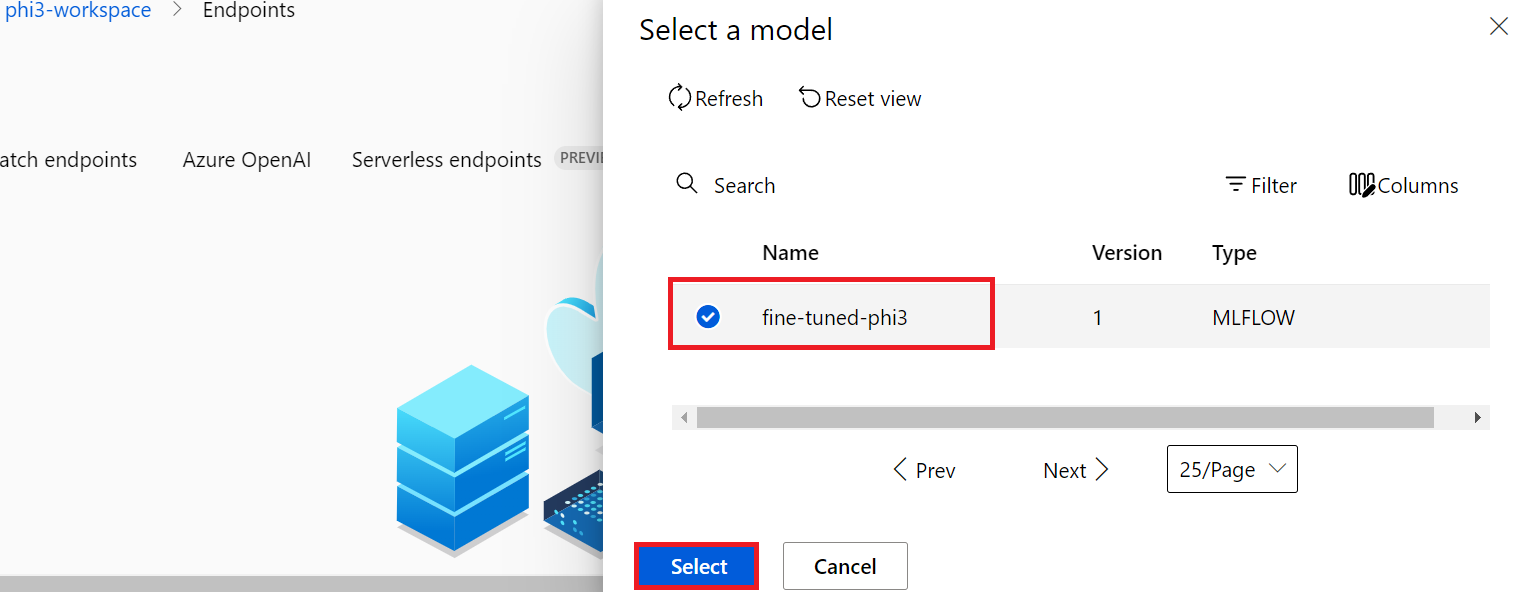 phi3-workspace > Endpoints
atch endpoints Azure OpenAI Serverless endpoints PREVI
Select a model
Refresh Reset view
Search Filter Columns
Name Version Type
fine-tuned-phi3 1 MLFLOW
Prev Next 25/Page
Select Cancel